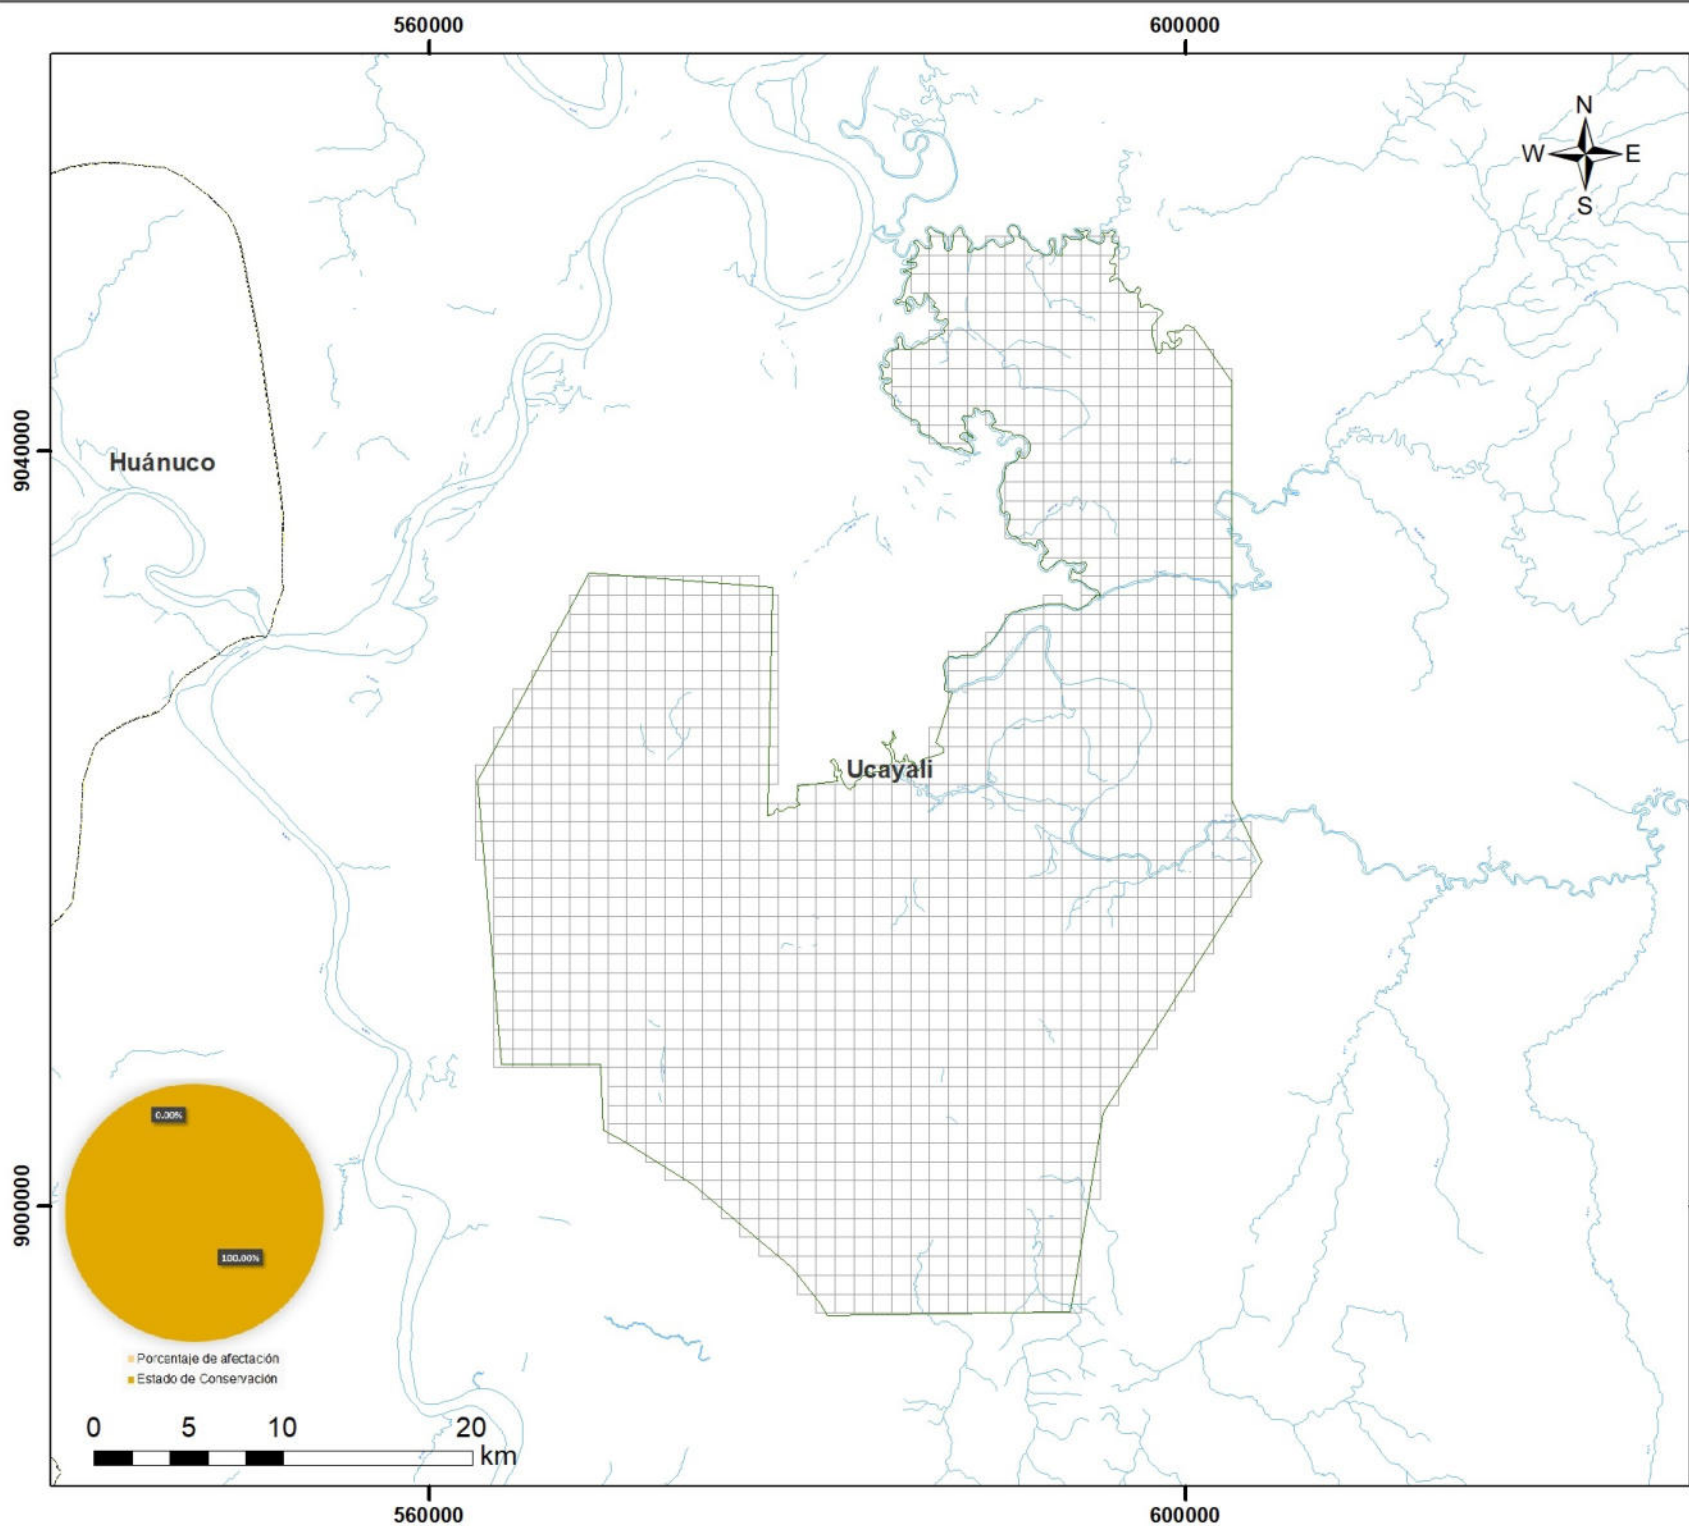 560000
600000
N
W E
S
9040000
Huánuco
Ucayali
0.00%
9000000
100.00%
Porcentaje de afectación
Estado de Conservación
0 5 10 20
km
560000
600000